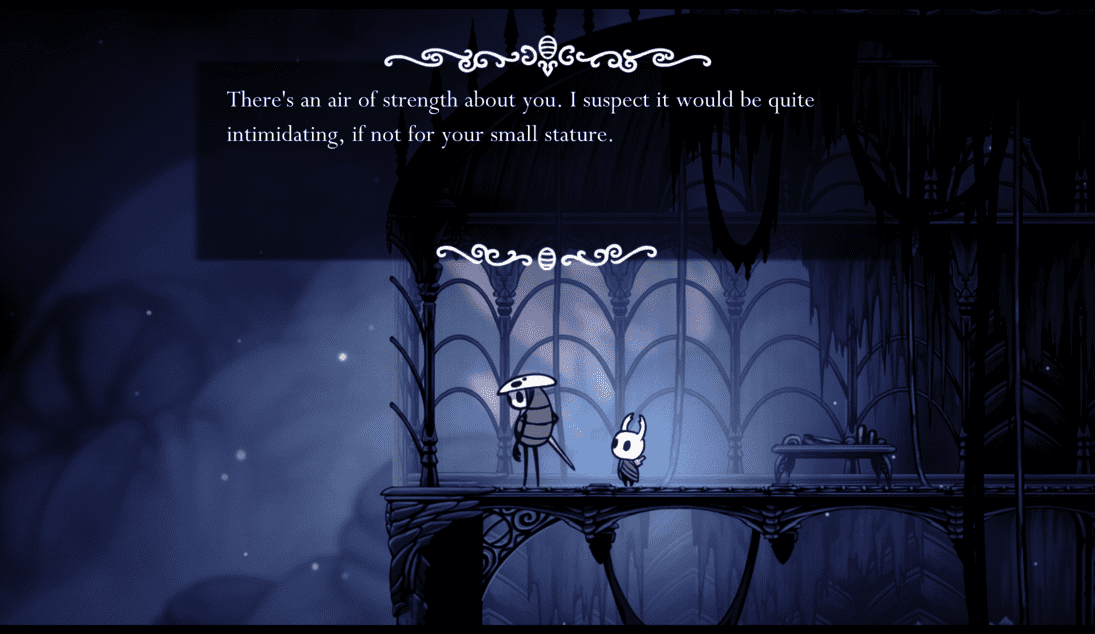 There's an air of strength about you. I suspect it would be quite
intimidating, if not for your small stature.